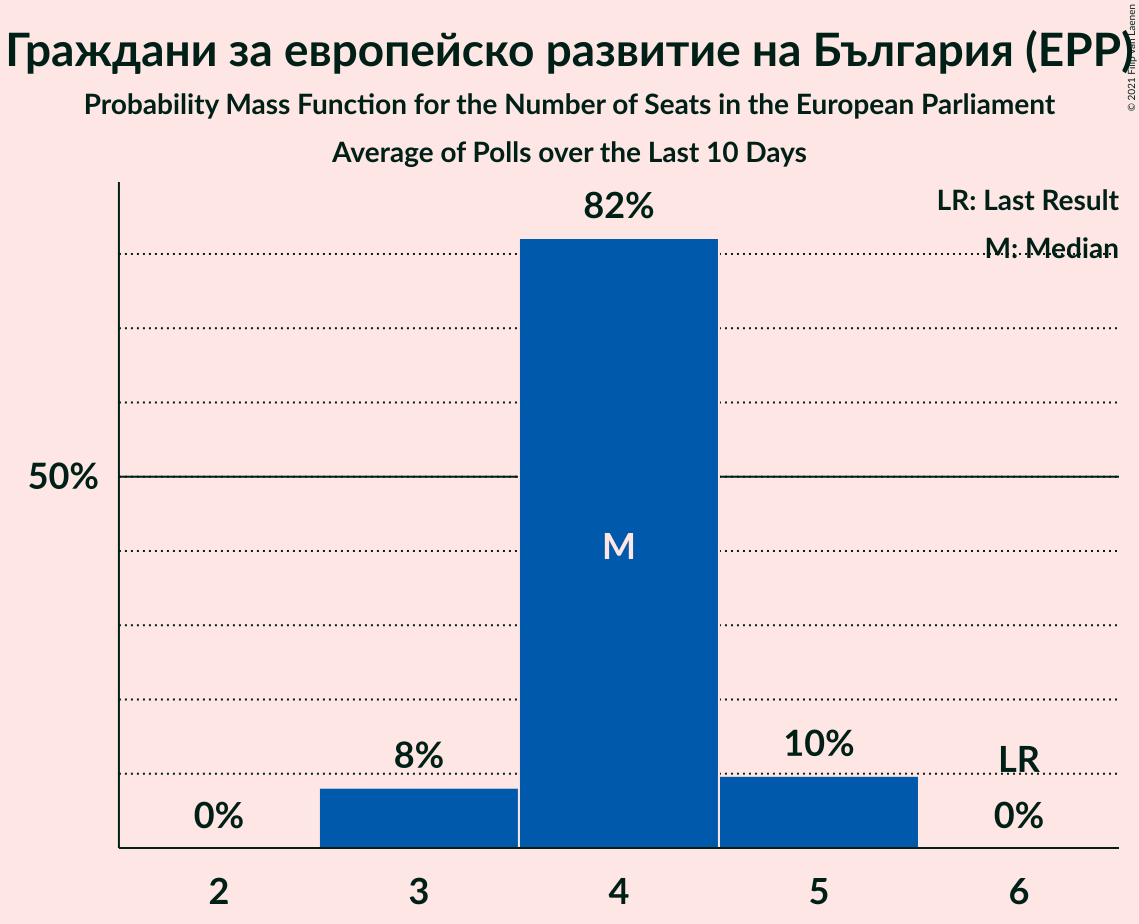 Граждани за европейско развитие на България (EPP)
© 2021 Filip van Laenen
Probability Mass Function for the Number of Seats in the European Parliament
Average of Polls over the Last 10 Days
LR: Last Result
M: Median
82%
50%
M
8%
10%
LR
0%
0%
2
3
4
5
6